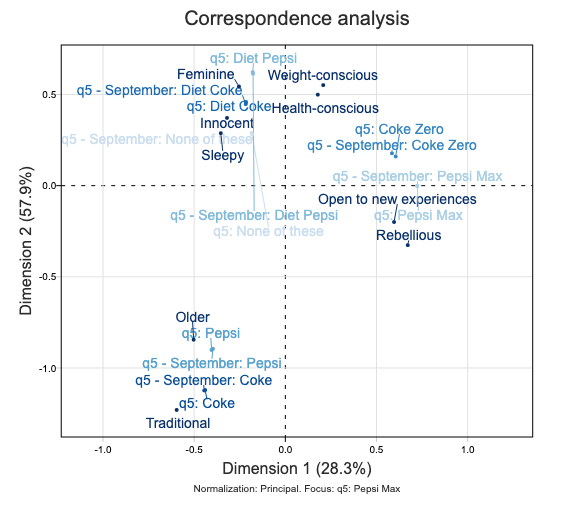 Correspondence analysis
q5: Diet Pepsi
Feminine
Weight-conscious
q5 - September: Diet Coke
q5: Diet Coke
Health-conscious
Innocent
q5: Coke Zero
q5 - September: None of these
q5 - September: Coke Zero
Sleepy
q5 - September: Pepsi Max
Open to new experiences
q5 - September: Diet Pepsi
q5: Pepsi Max
q5: None of these
Rebellious
Older
q5: Pepsi
q5 - September: Pepsi
q5 - September: Coke
q5: Coke
Traditional
0.5
0.0
-0.5
-1.0
Dimension 2 (57.9%)
-1.0
-0.5
0.0
0.5
1.0
Dimension 1 (28.3%)
Normalization: Principal. Focus: q5: Pepsi Max